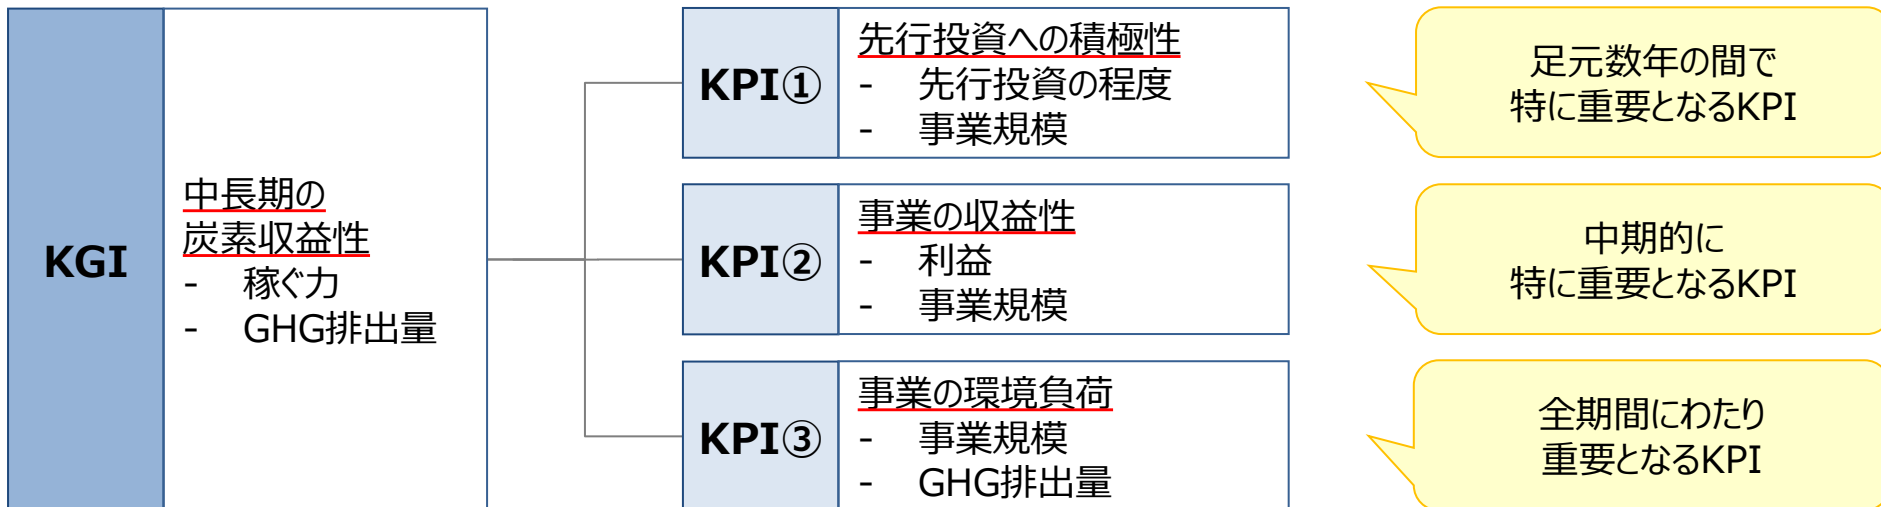 KGI
中長期の
炭素収益性
- 稼ぐ力
- GHG排出量
KPI①
先行投資への積極性
- 先行投資の程度
- 事業規模
足元数年の間で
特に重要となるKPI
KPI②
事業の収益性
- 利益
- 事業規模
中期的に
特に重要となるKPI
KPI③
事業の環境負荷
- 事業規模
- GHG排出量
全期間にわたり
重要となるKPI